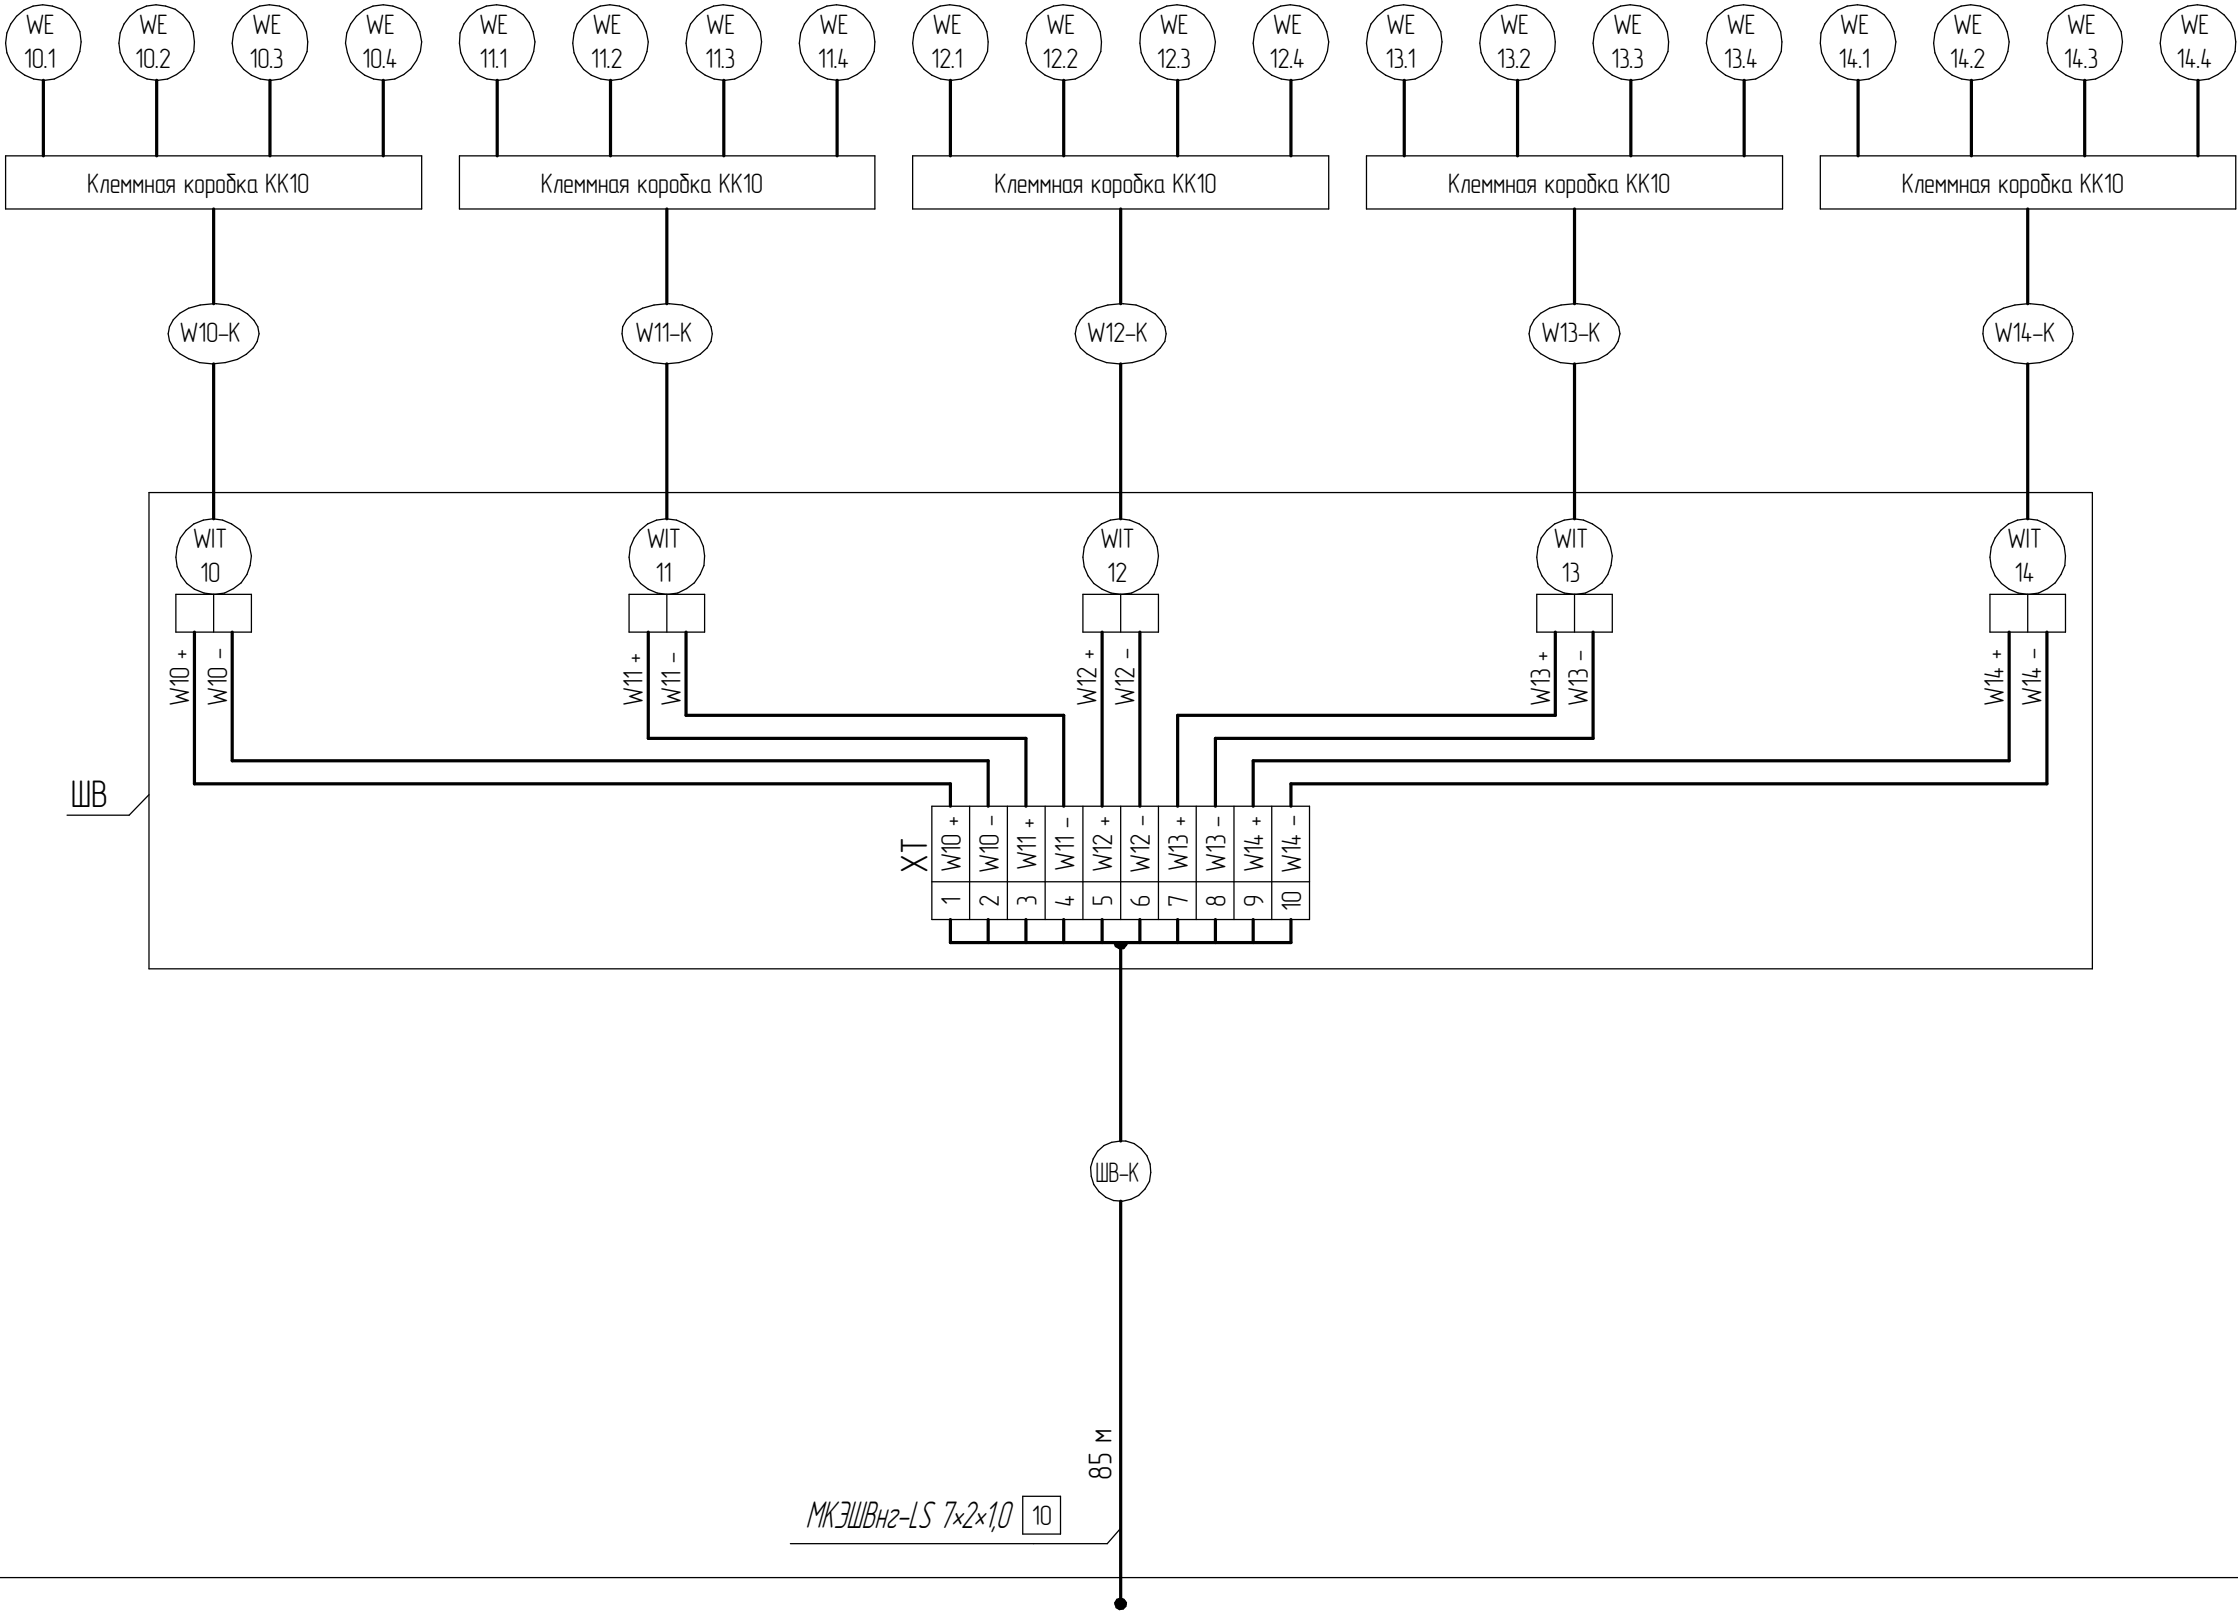 WE
10.1
WE
10.2
WE
10.3
WE
10.4
WE
11.1
WE
11.2
WE
11.3
WE
11.4
WE
12.1
WE
12.2
WE
12.3
WE
12.4
WE
13.1
WE
13.2
WE
13.3
WE
13.4
WE
14.1
WE
14.2
WE
14.3
WE
14.4
Клеммная коробка КК10
Клеммная коробка КК10
Клеммная коробка КК10
Клеммная коробка КК10
Клеммная коробка КК10
W10-К
W11-К
W12-К
W13-К
W14-К
WIT
10
WIT
11
WIT
12
WIT
13
WIT
14
W10 +
W10 -
W11 +
W11 -
W12 +
W12 -
W13 +
W13 -
W14 +
W14 -
ШВ
XT
W10 +
W10 -
W11 +
W11 -
W12 +
W12 -
W13 +
W13 -
W14 +
W14 -
1
2
3
4
5
6
7
8
9
10
ШВ-К
85 м
МКЭШВнг-LS 7x2x1,0 10